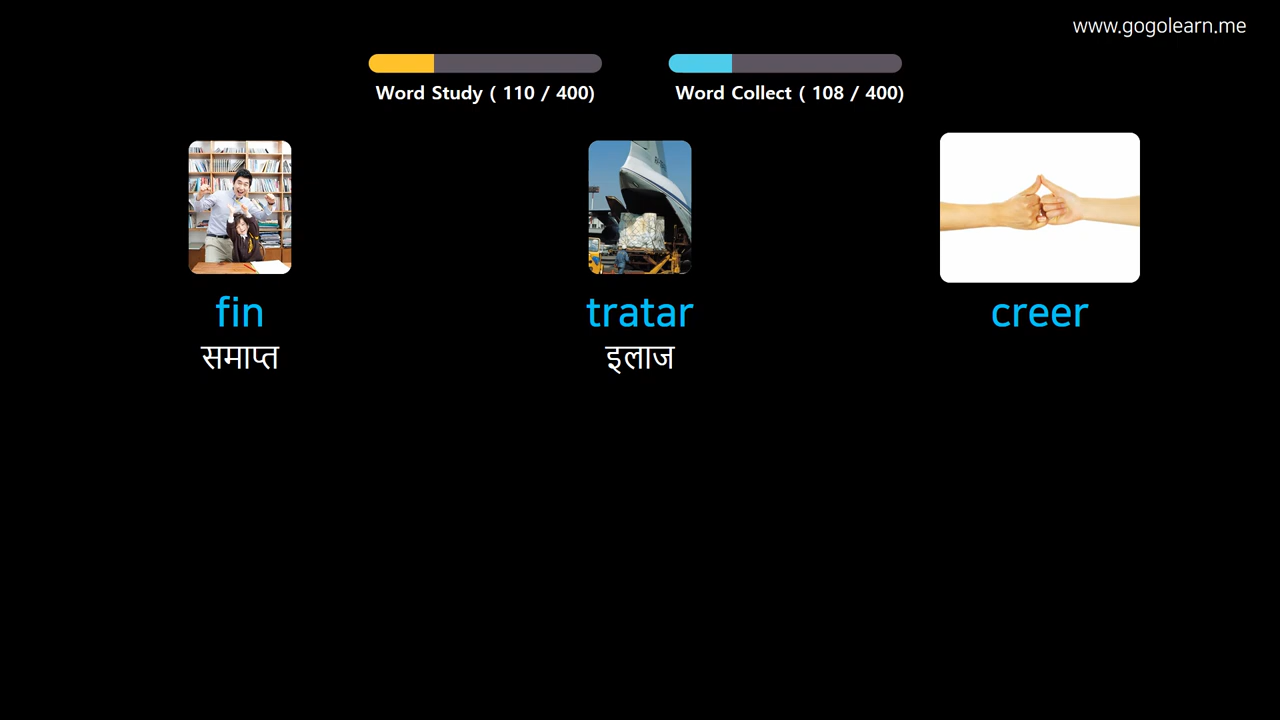 www.gogolearn.me
Word Study ( 110 / 400)
Word Collect ( 108 / 400)
fin
समाप्त
tratar
इलाज
creer